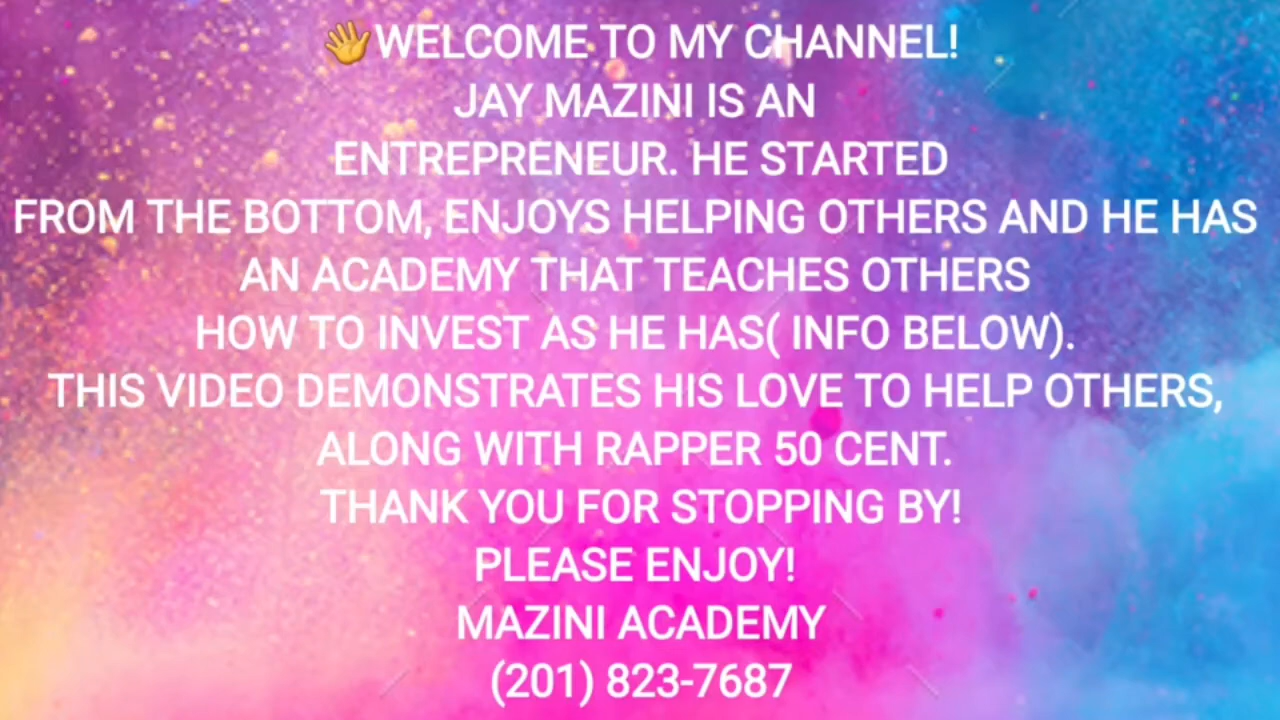 👋WELCOME TO MY CHANNEL!
JAY MAZINI IS AN
ENTREPRENEUR. HE STARTED
FROM THE BOTTOM, ENJOYS HELPING OTHERS AND HE HAS
AN ACADEMY THAT TEACHES OTHERS
HOW TO INVEST AS HE HAS( INFO BELOW).
THIS VIDEO DEMONSTRATES HIS LOVE TO HELP OTHERS,
ALONG WITH RAPPER 50 CENT.
THANK YOU FOR STOPPING BY!
PLEASE ENJOY!
MAZINI ACADEMY
(201) 823-7687